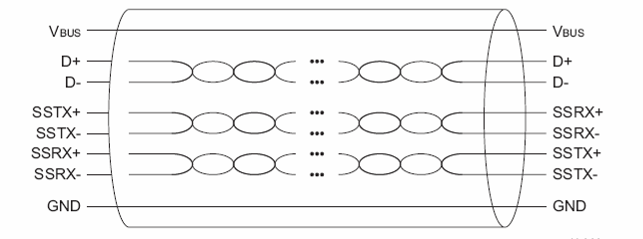 VBUS VBUS
D+ ••• D+
D- ••• D-
SSTX+ ••• SSRX+
SSTX- ••• SSRX-
SSRX+ ••• SSTX+
SSRX- ••• SSTX-
GND GND